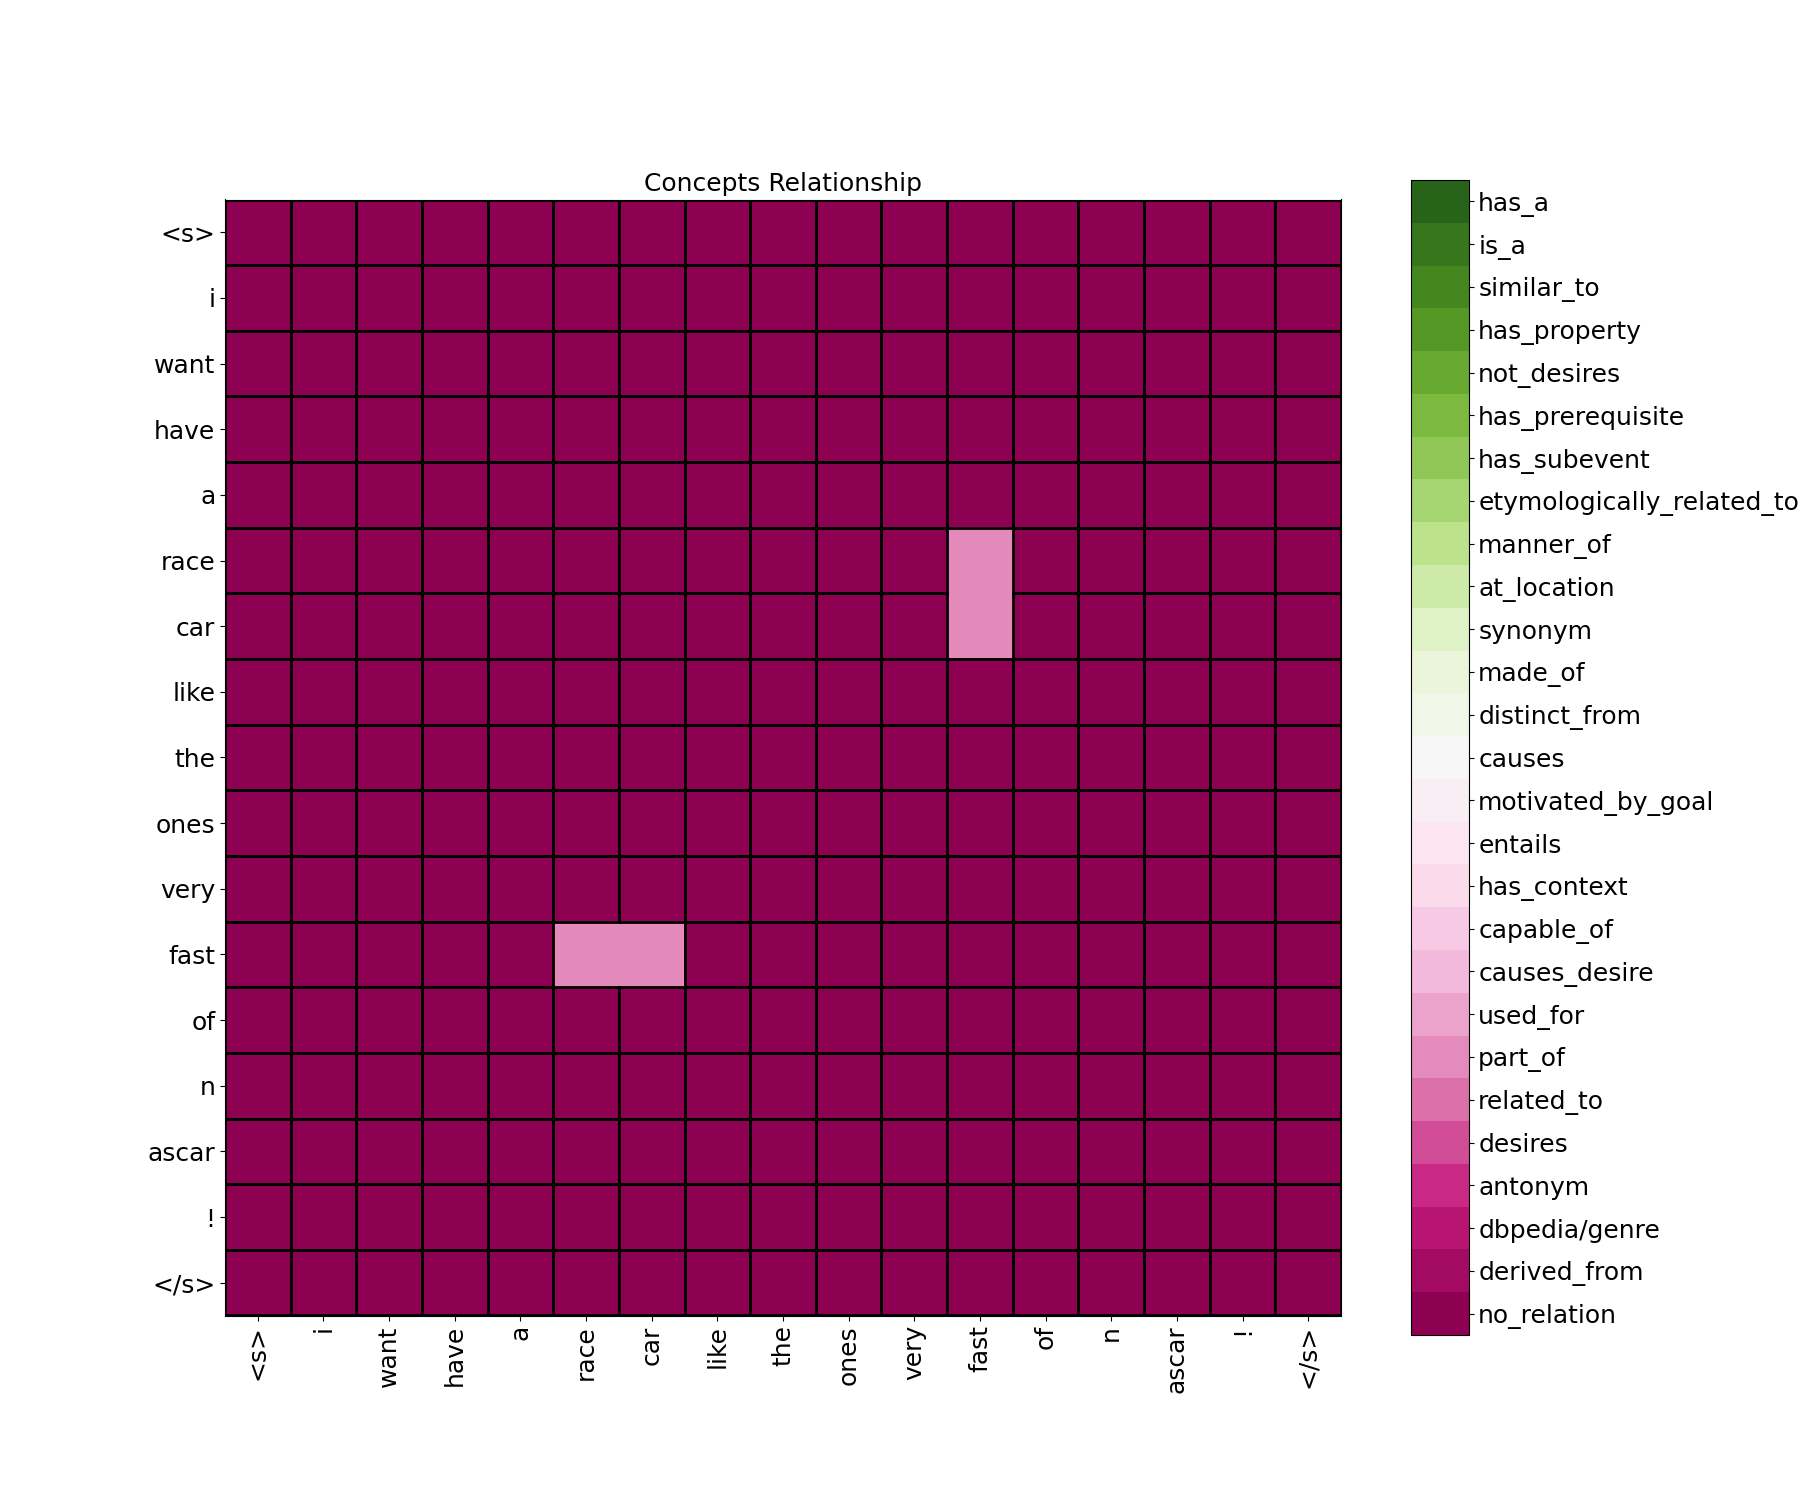 Concepts Relationship
<s>
i
want
have
a
race
car
like
the
ones
very
fast
of
n
ascar
!
</s>
<s>
i
want
have
a
race
car
like
the
ones
very
fast
of
n
ascar
!
</s>
has_a
is_a
similar_to
has_property
not_desires
has_prerequisite
has_subevent
etymologically_related_to
manner_of
at_location
synonym
made_of
distinct_from
causes
motivated_by_goal
entails
has_context
capable_of
causes_desire
used_for
part_of
related_to
desires
antonym
dbpedia/genre
derived_from
no_relation